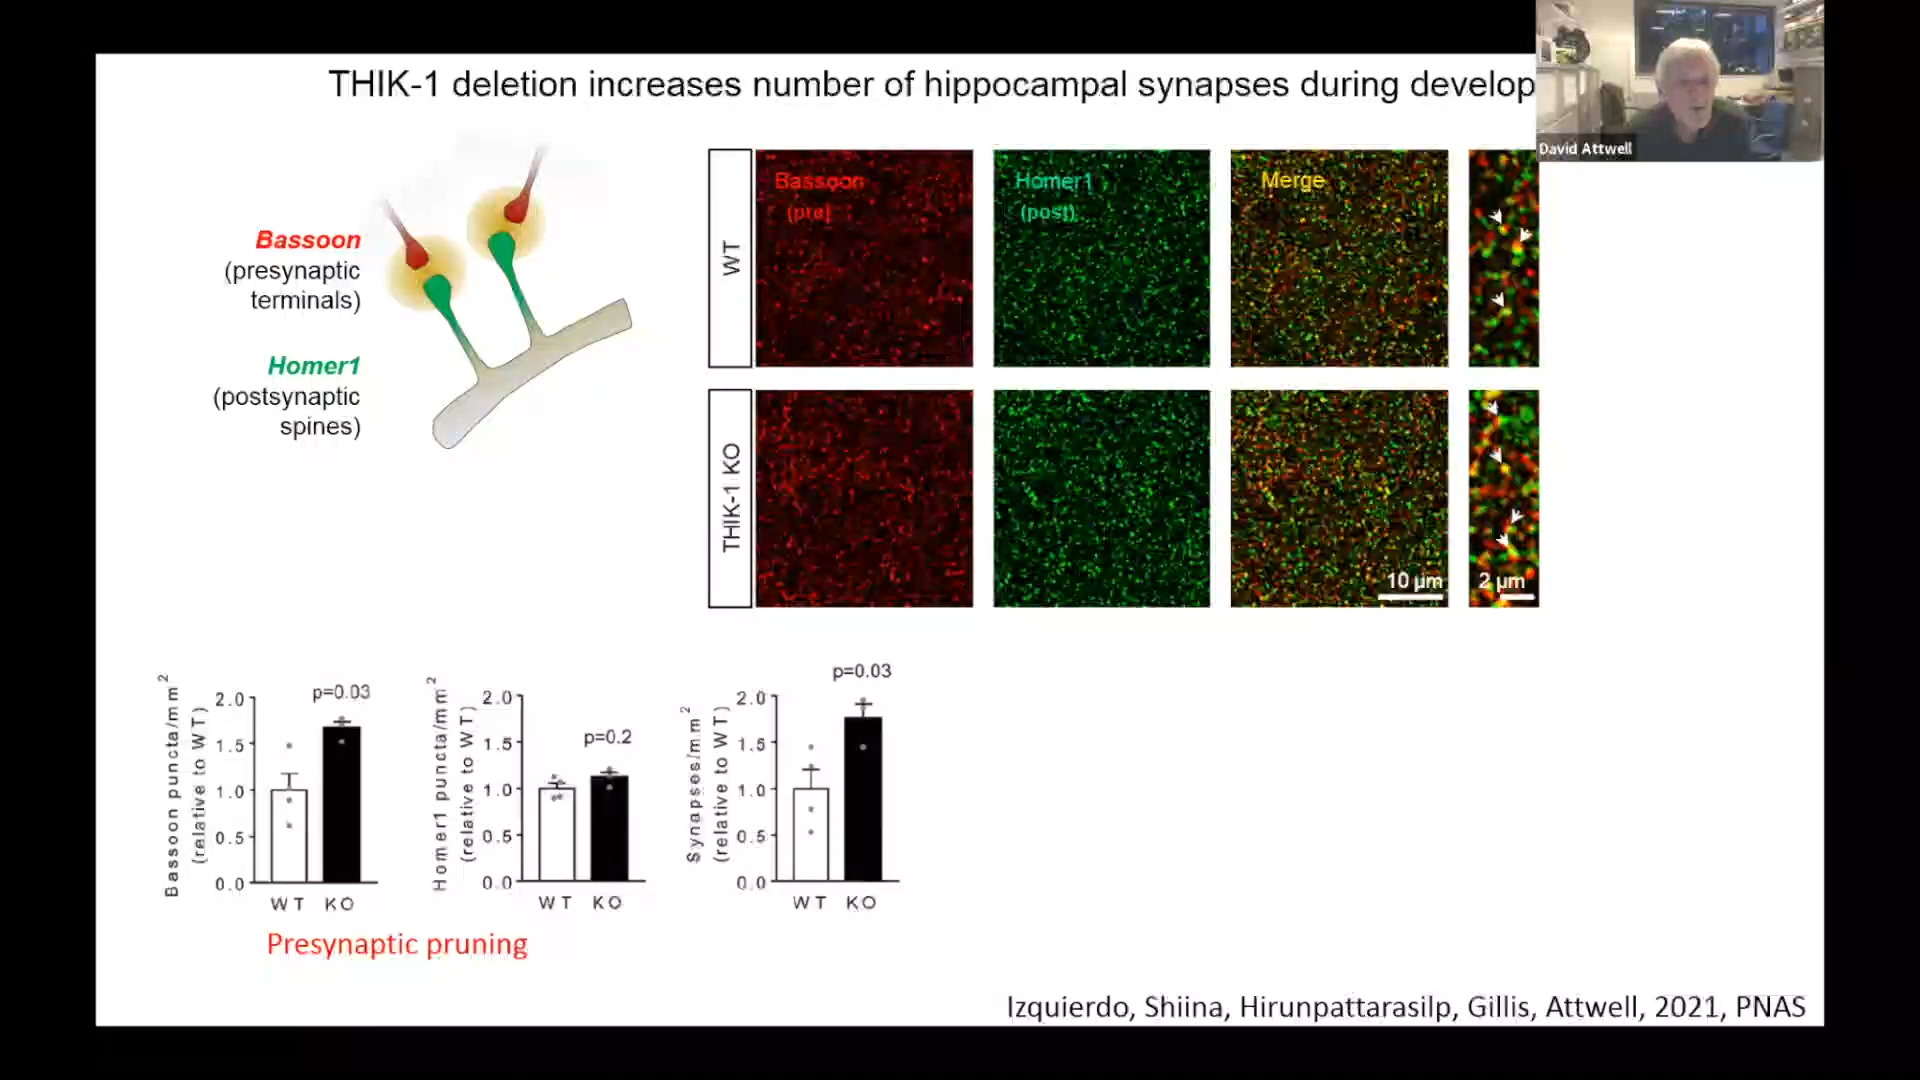 THIK-1 deletion increases number of hippocampal synapses during develop
David Attwell
Bassoon
(presynaptic
terminals)
Homer1
(postsynaptic
spines)
WT
Bassoon
(pre)
Homer1
(post)
Merge
THIK-1 KO
10 µm
2 µm
Bassoon puncta/mm²
(relative to WT)
2.0
1.5
1.0
0.5
0.0
p=0.03
WT KO
Homer1 puncta/mm²
(relative to WT)
2.0
1.5
1.0
0.5
0.0
p=0.2
WT KO
Synapses/mm²
(relative to WT)
2.0
1.5
1.0
0.5
0.0
p=0.03
WT KO
Presynaptic pruning
Izquierdo, Shiina, Hirunpattarasilp, Gillis, Attwell, 2021, PNAS